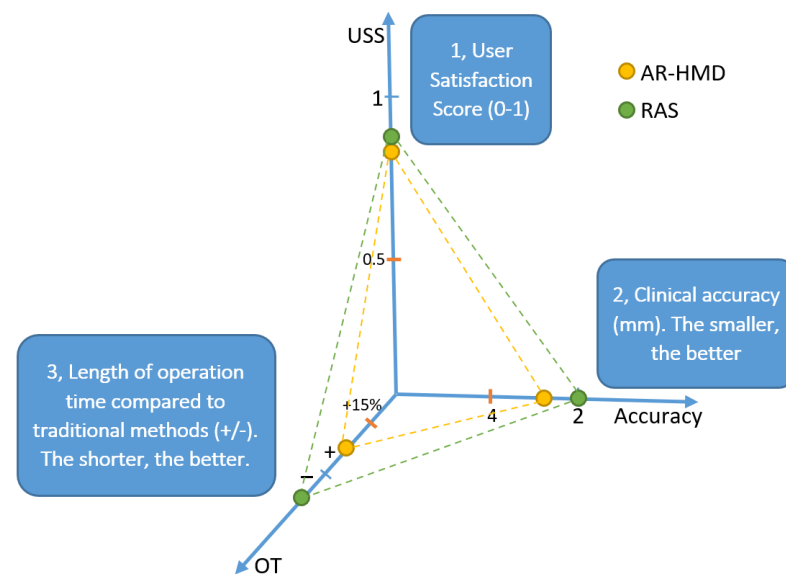 USS
1, User
Satisfaction
Score (0-1)
AR-HMD
RAS
1
0.5
2, Clinical accuracy
(mm). The smaller,
the better
3, Length of operation
time compared to
traditional methods (+/-).
The shorter, the better.
+15%
4
2
Accuracy
+
–
OT